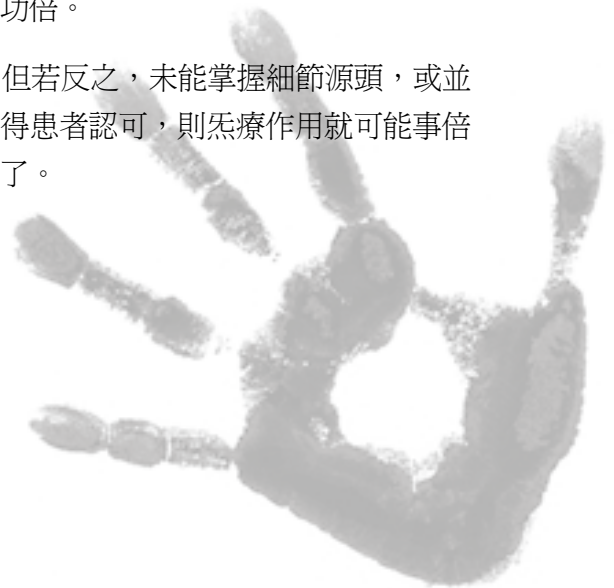 功倍。
但若反之，未能掌握細節源頭，或並
得患者認可，則炁療作用就可能事倍
了。